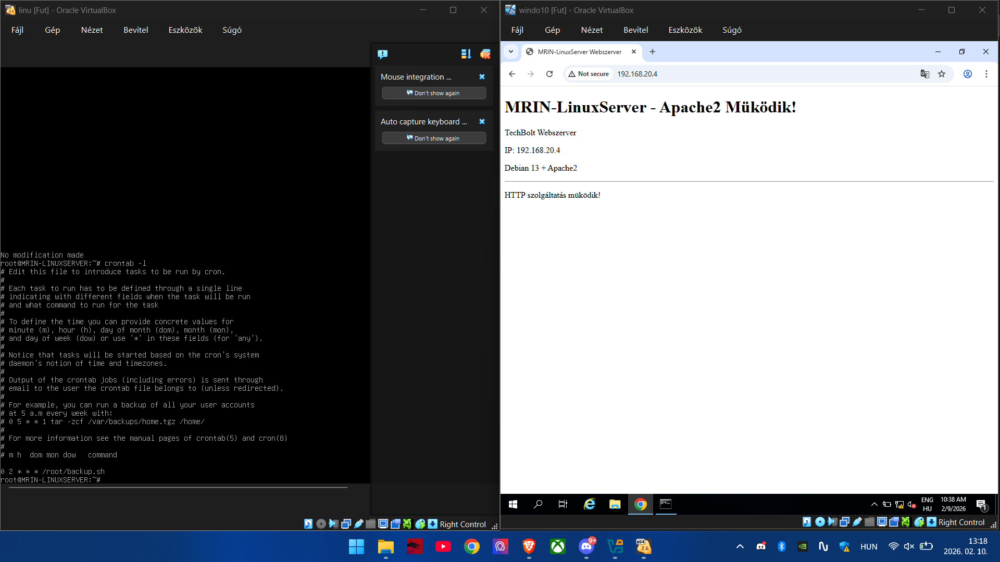 linu [Fut] - Oracle VirtualBox
Fájl Gép Nézet Bevitel Eszközök Súgó
Mouse integration ...
Don't show again
Auto capture keyboard ...
Don't show again
No modification made
root@MRIN-LINUXSERVER:~# crontab -l
# Edit this file to introduce tasks to be run by cron.
#
# Each task to run has to be defined through a single line
# indicating with different fields when the task will be run
# and what command to run for the task
#
# To define the time you can provide concrete values for
# minute (m), hour (h), day of month (dom), month (mon),
# and day of week (dow) or use '*' in these fields (for 'any').
#
# Notice that tasks will be started based on the cron's system
# daemon's notion of time and timezones.
#
# Output of the crontab jobs (including errors) is sent through
# email to the user the crontab file belongs to (unless redirected).
#
# For example, you can run a backup of all your user accounts
# at 5 a.m every week with:
# 0 5 * * 1 tar -zcf /var/backups/home.tgz /home/
#
# For more information see the manual pages of crontab(5) and cron(8)
#
# m h  dom mon dow   command
0 2 * * * /root/backup.sh
root@MRIN-LINUXSERVER:~#
Right Control
windo10 [Fut] - Oracle VirtualBox
Fájl Gép Nézet Bevitel Eszközök Súgó
MRIN-LinuxServer Webszerver
Not secure 192.168.20.4
MRIN-LinuxServer - Apache2 Müködik!
TechBolt Webszerver
IP: 192.168.20.4
Debian 13 + Apache2
HTTP szolgáltatás müködik!
ENG
HU
10:38 AM
2/9/2026
1
Right Control
x64
2.6
9+
HUN
13:18
2026. 02. 10.